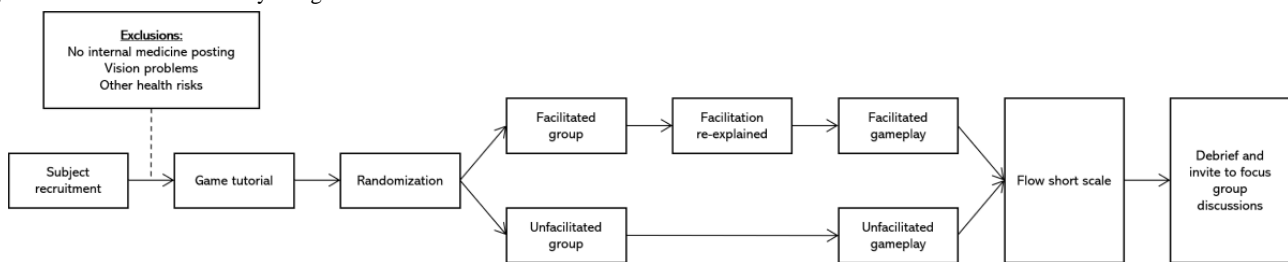 Exclusions:
No internal medicine posting
Vision problems
Other health risks
Subject
recruitment
Game tutorial
Randomization
Facilitated
group
Facilitation
re-explained
Facilitated
gameplay
Unfacilitated
group
Unfacilitated
gameplay
Flow short scale
Debrief and
invite to focus
group
discussions